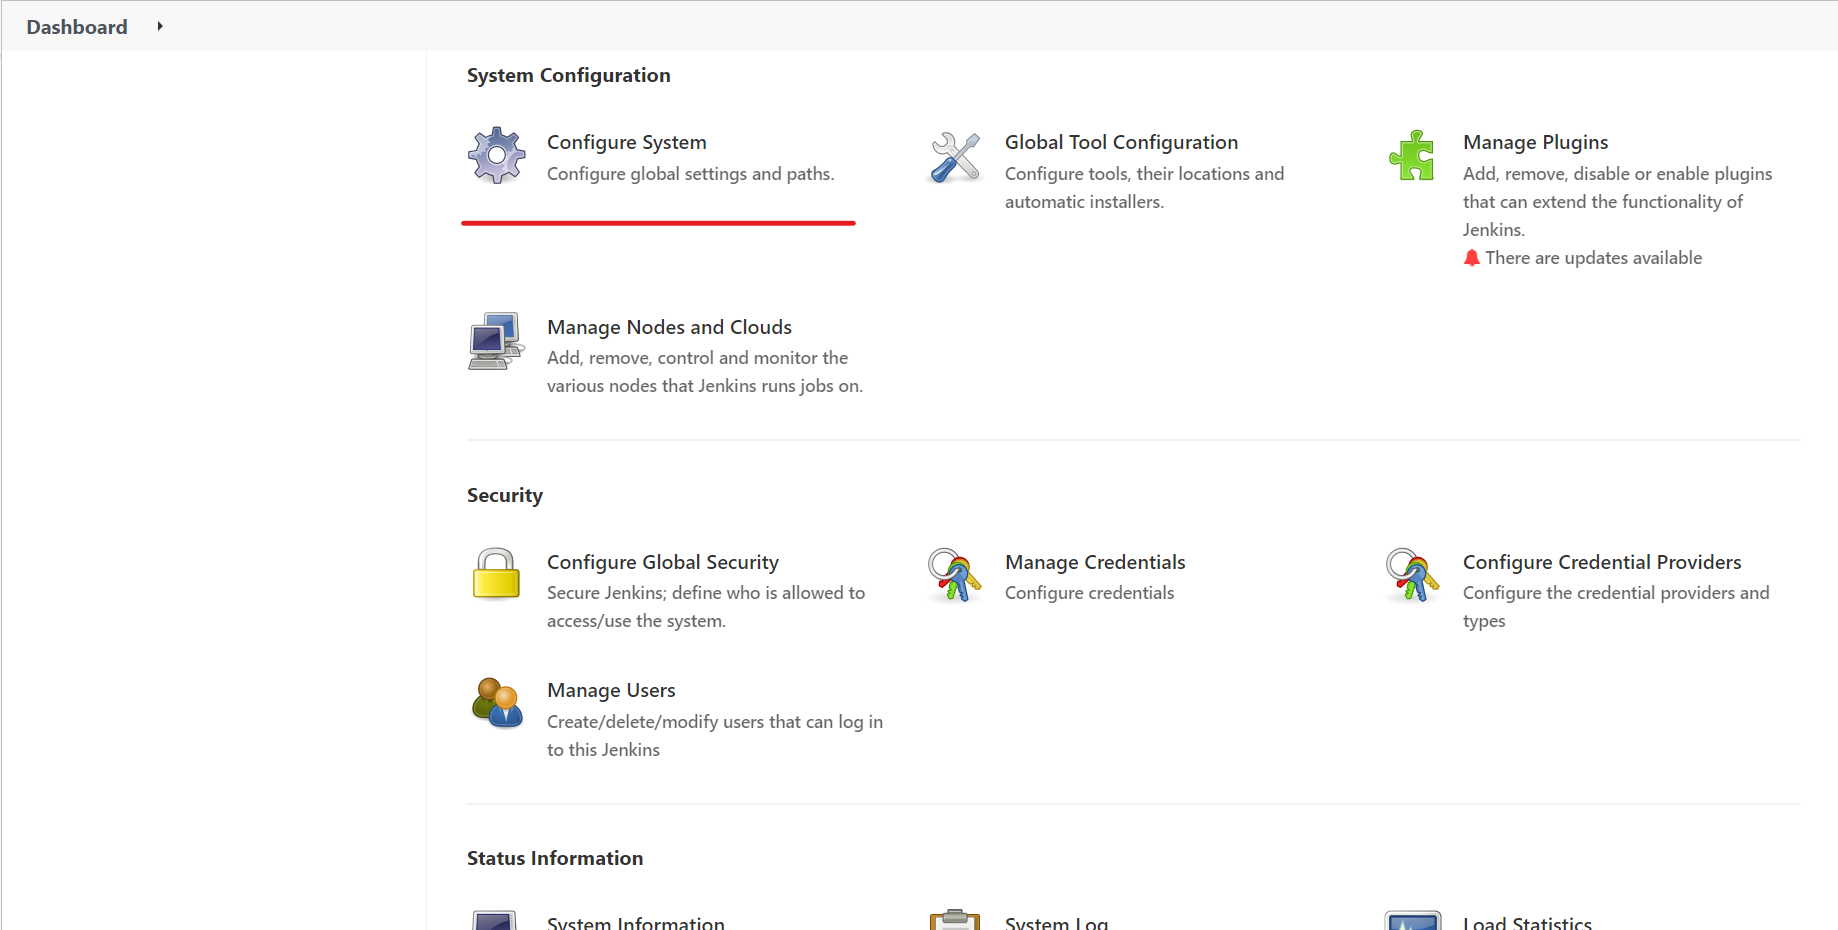 Dashboard
System Configuration
Configure System
Configure global settings and paths.
Global Tool Configuration
Configure tools, their locations and
automatic installers.
Manage Plugins
Add, remove, disable or enable plugins
that can extend the functionality of
Jenkins.
There are updates available
Manage Nodes and Clouds
Add, remove, control and monitor the
various nodes that Jenkins runs jobs on.
Security
Configure Global Security
Secure Jenkins; define who is allowed to
access/use the system.
Manage Credentials
Configure credentials
Configure Credential Providers
Configure the credential providers and
types
Manage Users
Create/delete/modify users that can log in
to this Jenkins
Status Information
System Information
System Log
Load Statistics